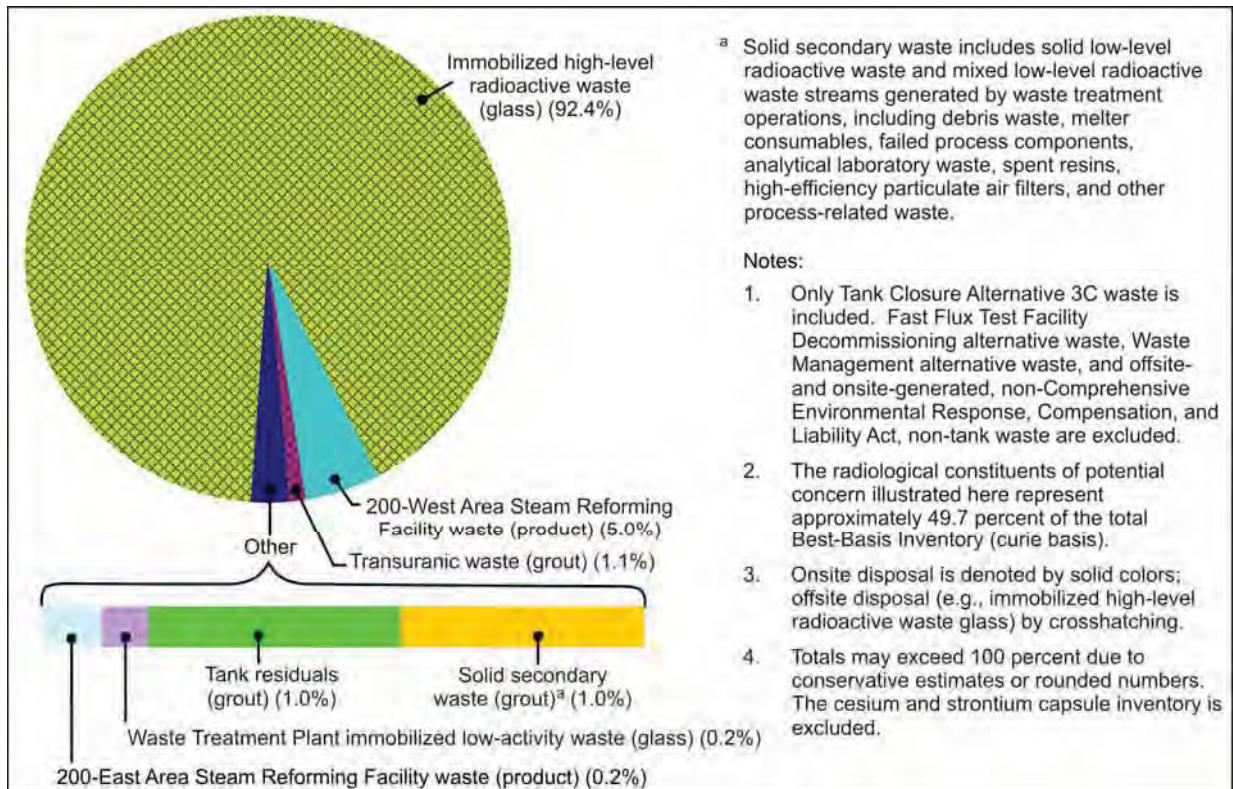 Immobilized high-level
radioactive waste
(glass) (92.4%)
200-West Area Steam Reforming
Facility waste (product) (5.0%)
Transuranic waste (grout) (1.1%)
Other
Tank residuals
(grout) (1.0%)
Solid secondary
waste (grout)a (1.0%)
Waste Treatment Plant immobilized low-activity waste (glass) (0.2%)
200-East Area Steam Reforming Facility waste (product) (0.2%)
a Solid secondary waste includes solid low-level
radioactive waste and mixed low-level radioactive
waste streams generated by waste treatment
operations, including debris waste, melter
consumables, failed process components,
analytical laboratory waste, spent resins,
high-efficiency particulate air filters, and other
process-related waste.
Notes:
1. Only Tank Closure Alternative 3C waste is
included. Fast Flux Test Facility
Decommissioning alternative waste, Waste
Management alternative waste, and offsite-
and onsite-generated, non-Comprehensive
Environmental Response, Compensation, and
Liability Act, non-tank waste are excluded.
2. The radiological constituents of potential
concern illustrated here represent
approximately 49.7 percent of the total
Best-Basis Inventory (curie basis).
3. Onsite disposal is denoted by solid colors;
offsite disposal (e.g., immobilized high-level
radioactive waste glass) by crosshatching.
4. Totals may exceed 100 percent due to
conservative estimates or rounded numbers.
The cesium and strontium capsule inventory is
excluded.